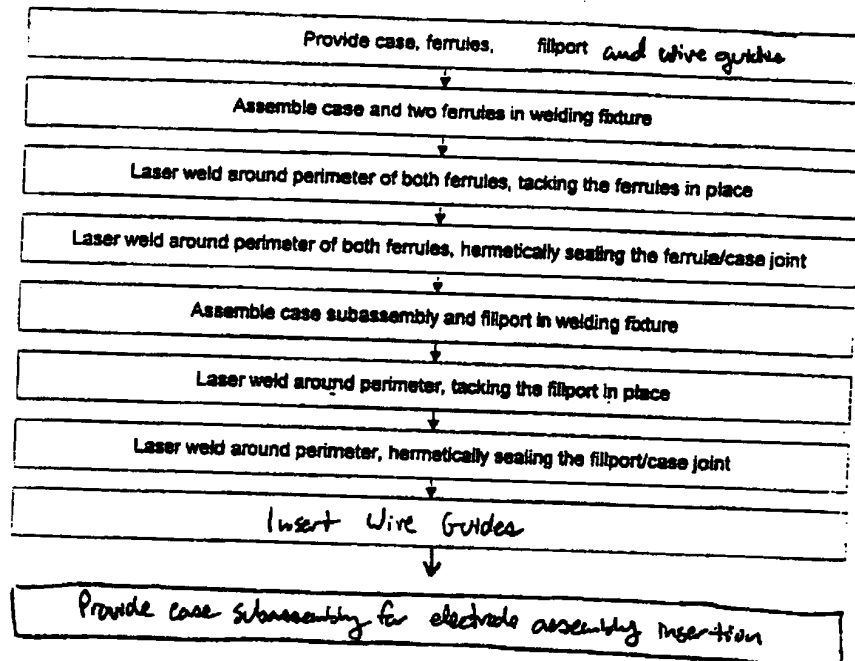 Provide case, ferrules, fillport and wire guides
Assemble case and two ferrules in welding fixture
Laser weld around perimeter of both ferrules, tacking the ferrules in place
Laser weld around perimeter of both ferrules, hermetically sealing the ferrule/case joint
Assemble case subassembly and fillport in welding fixture
Laser weld around perimeter, tacking the fillport in place
Laser weld around perimeter, hermetically sealing the fillport/case joint
Insert Wire Guides
Provide case subassembly for electrode assembly insertion